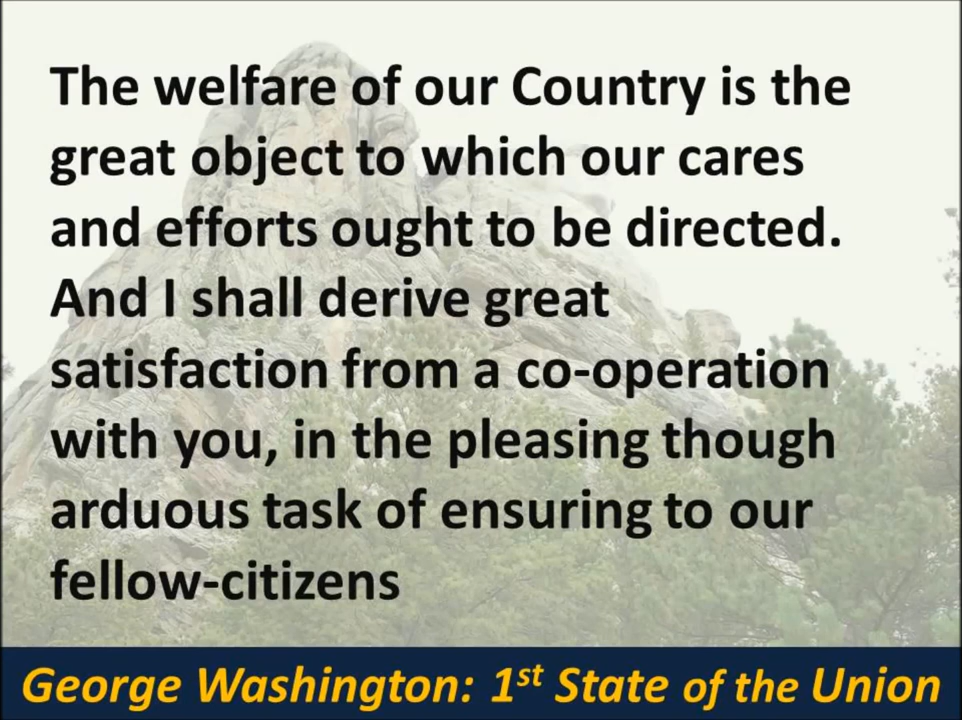 The welfare of our Country is the
great object to which our cares
and efforts ought to be directed.
And I shall derive great
satisfaction from a co-operation
with you, in the pleasing though
arduous task of ensuring to our
fellow-citizens
George Washington: 1st State of the Union